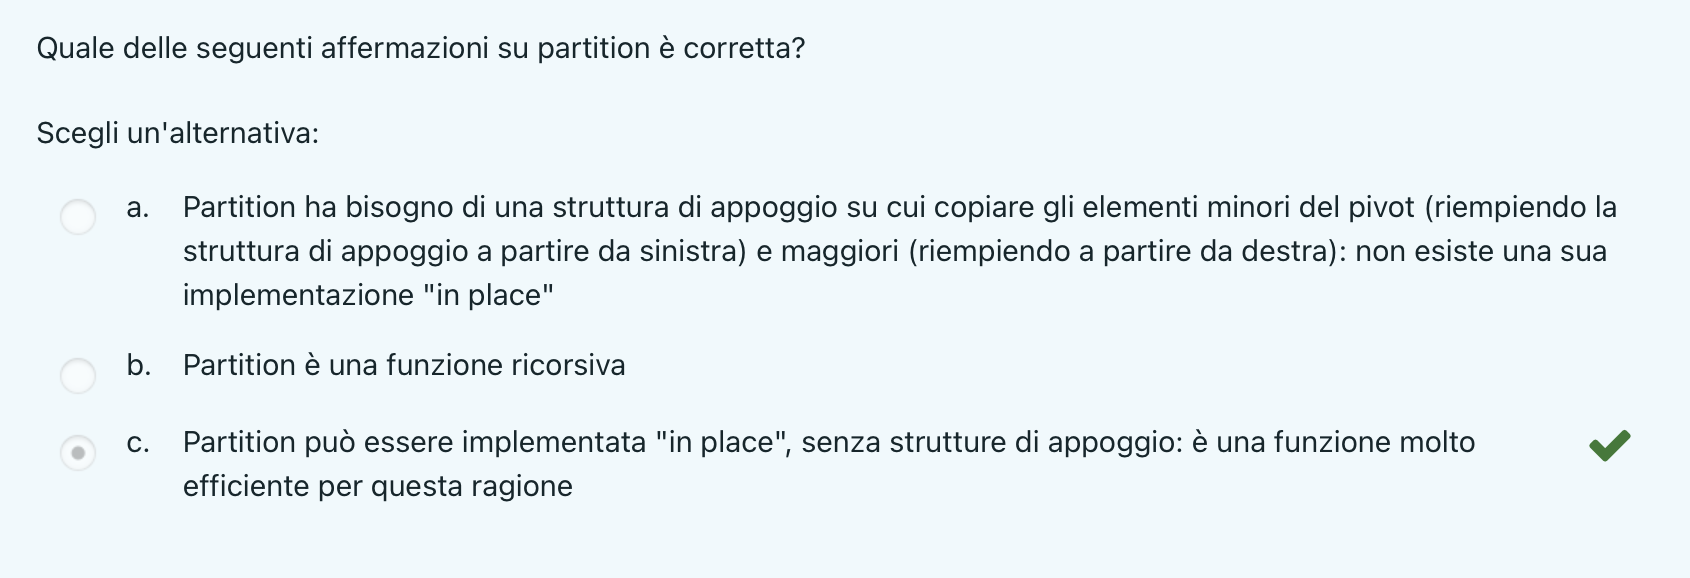 Quale delle seguenti affermazioni su partition è corretta?
Scegli un'alternativa:
a. Partition ha bisogno di una struttura di appoggio su cui copiare gli elementi minori del pivot (riempiendo la
struttura di appoggio a partire da sinistra) e maggiori (riempiendo a partire da destra): non esiste una sua
implementazione "in place"
b. Partition è una funzione ricorsiva
c. Partition può essere implementata "in place", senza strutture di appoggio: è una funzione molto
efficiente per questa ragione